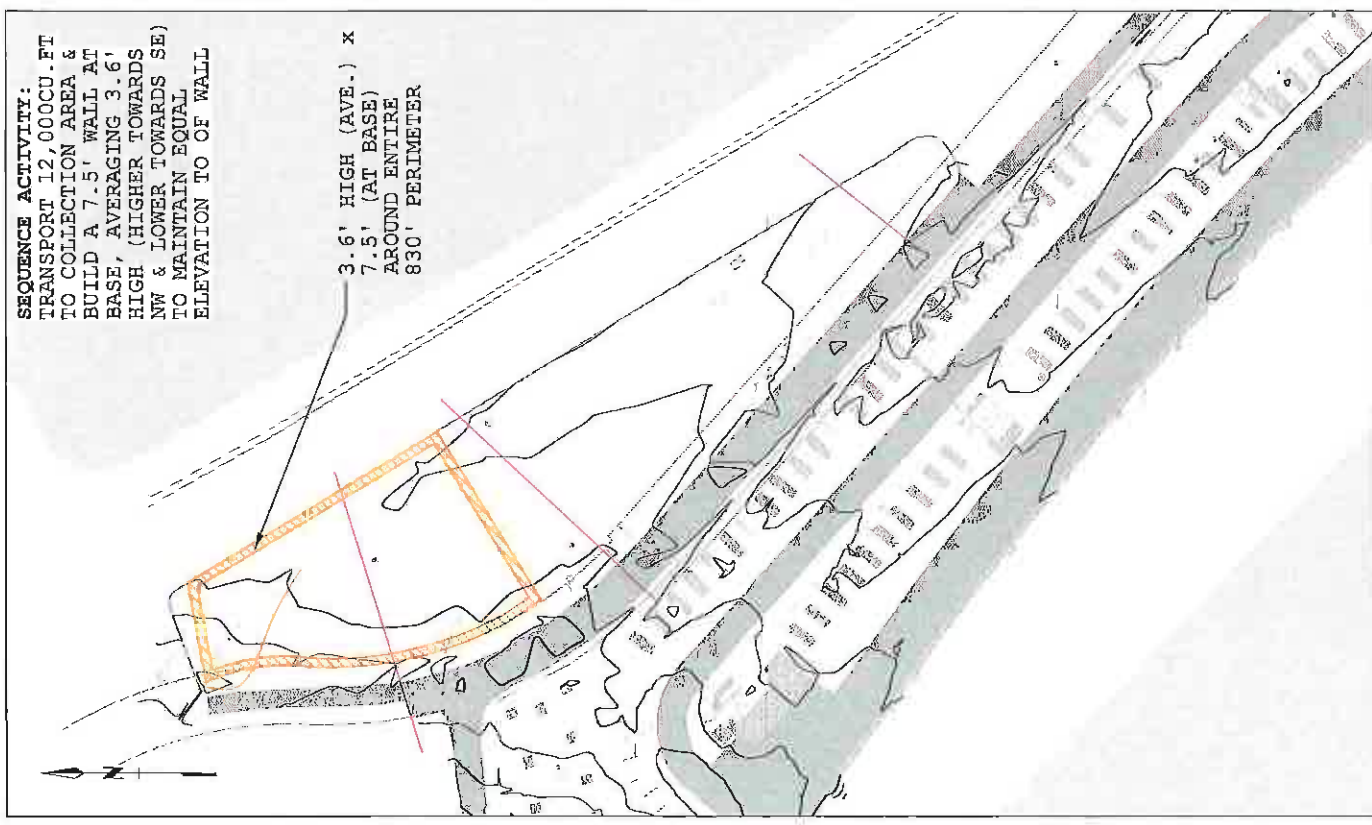 SEQUENCE ACTIVITY:
TRANSPORT 12,000CU.FT
TO COLLECTION AREA &
BUILD A 7.5' WALL AT
BASE, AVERAGING 3.6'
HIGH (HIGHER TOWARDS
NW & LOWER TOWARDS SE)
TO MAINTAIN EQUAL
ELEVATION TO OF WALL
3.6' HIGH (AVE.) x
7.5' (AT BASE)
AROUND ENTIRE
830' PERIMETER
N